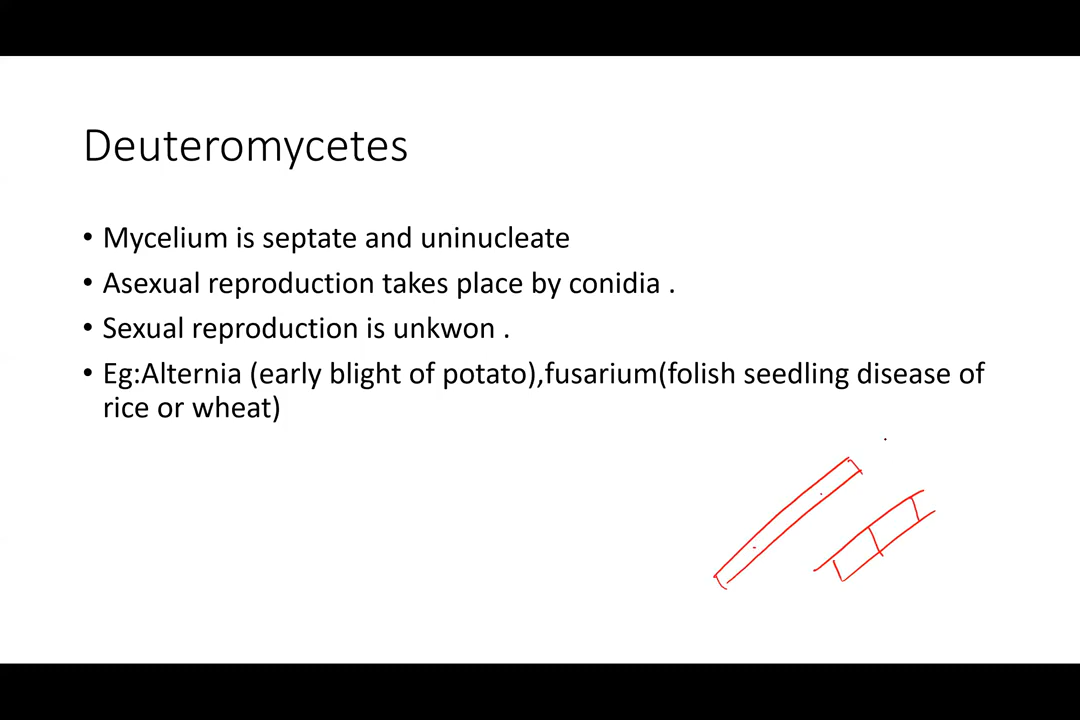 Deuteromycetes
• Mycelium is septate and uninucleate
• Asexual reproduction takes place by conidia .
• Sexual reproduction is unkwon .
• Eg:Alternia (early blight of potato),fusarium(folish seedling disease of
rice or wheat)